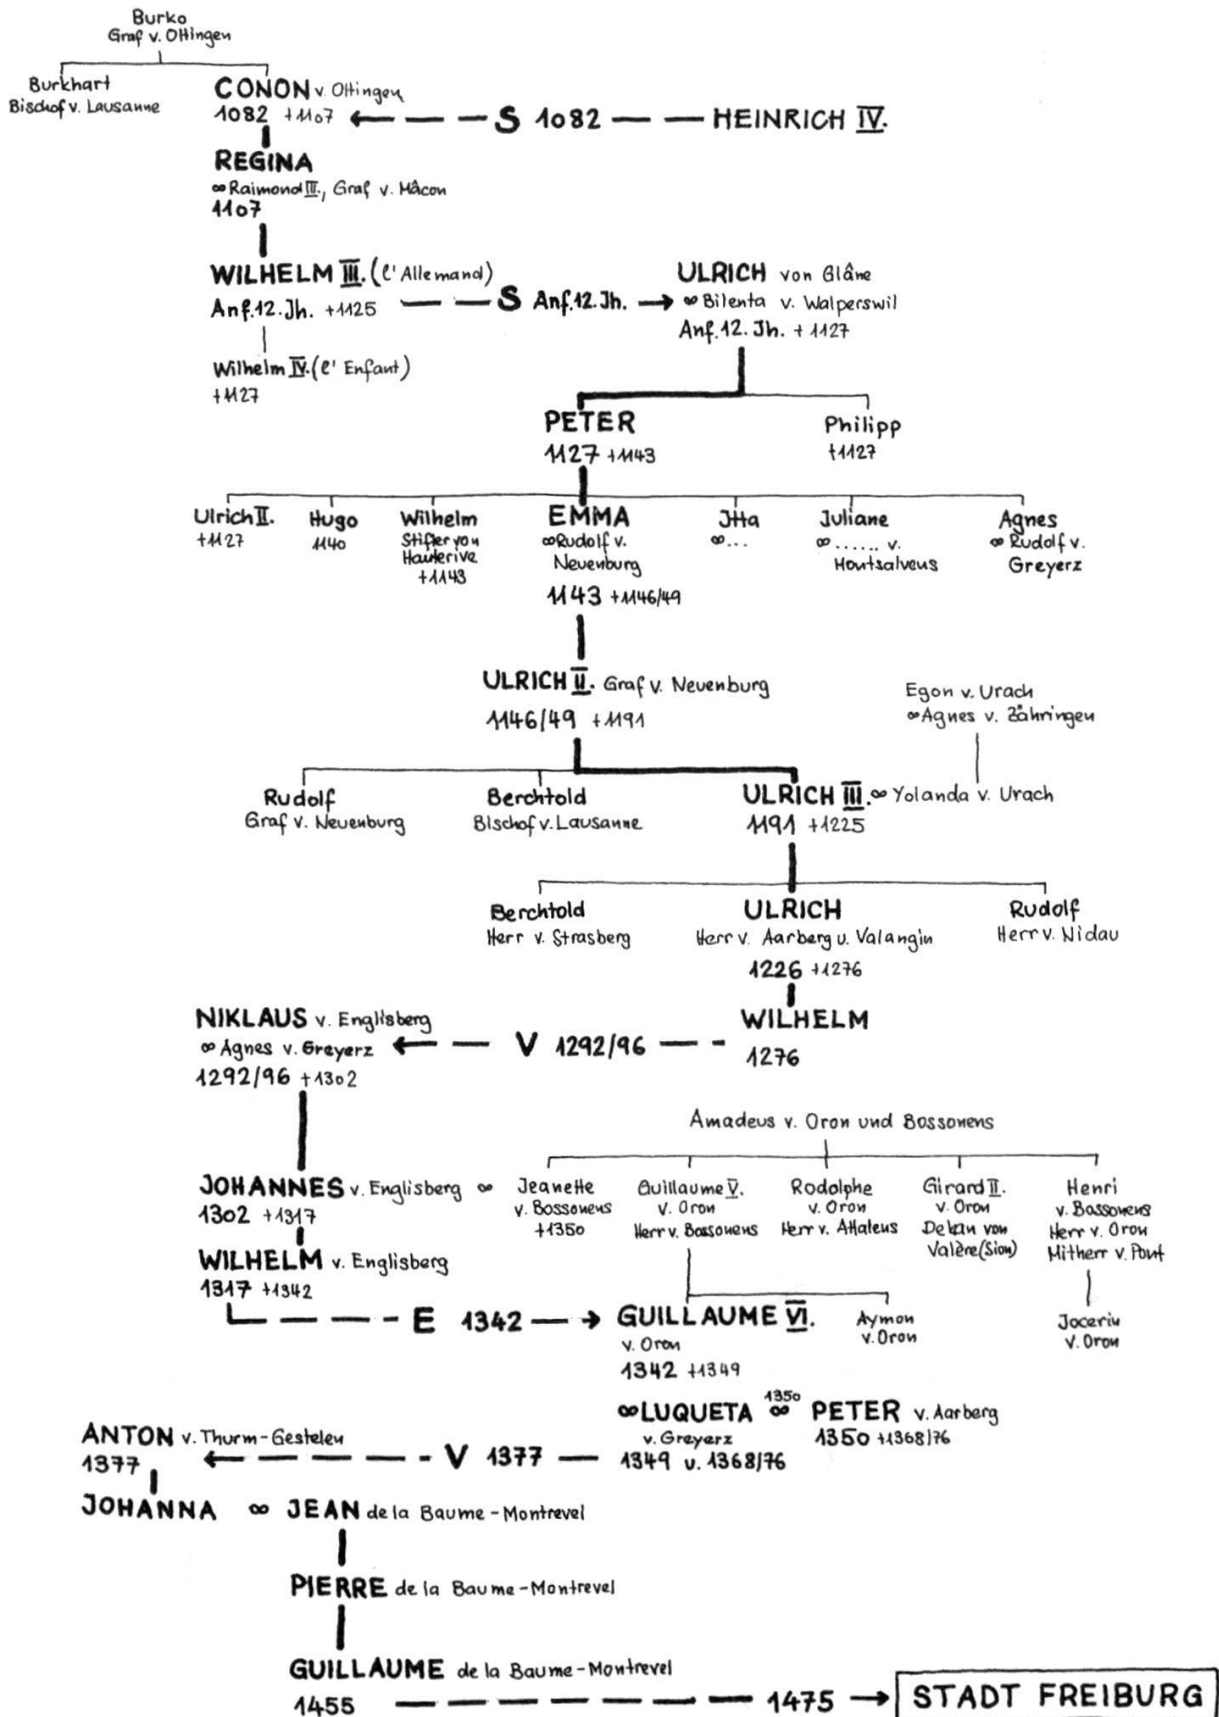 Burko
Graf v. Oltingen
Burkhart
Bischof v. Lausanne
CONON v. Oltingen
1082 +1107 ← — — S 1082 — — HEINRICH IV.
REGINA
∞ Raimond III., Graf v. Mâcon
1107
WILHELM III. (l'Allemand)
Anf. 12. Jh. +1125 — — S Anf. 12. Jh. →
ULRICH von Glâne
∞ Bilenta v. Walperswil
Anf. 12. Jh. +1127
Wilhelm IV. (l'Enfant)
+1127
PETER
1127 +1143
Philipp
+1127
Ulrich II.
+1127
Hugo
1140
Wilhelm
Stifter von
Hauterive
+1143
EMMA
∞ Rudolf v.
Neuenburg
1143 +1146/49
Itta
∞ ...
Juliane
∞ ...... v.
Montsalvens
Agnes
∞ Rudolf v.
Greyerz
ULRICH II. Graf v. Neuenburg
1146/49 +1191
Egon v. Urach
∞ Agnes v. Zähringen
Rudolf
Graf v. Neuenburg
Berchtold
Bischof v. Lausanne
ULRICH III. ∞ Yolanda v. Urach
1191 +1225
Berchtold
Herr v. Strasberg
ULRICH
Herr v. Aarberg u. Valangin
1226 +1276
Rudolf
Herr v. Nidau
NIKLAUS v. Englisberg
∞ Agnes v. Greyerz ← — V 1292/96 — -
1292/96 +1302
WILHELM
1276
Amadeus v. Oron und Bossonens
JOHANNES v. Englisberg ∞
1302 +1317
Jeanette
v. Bossonens
+1350
Guillaume V.
v. Oron
Herr v. Bossonens
Rodolphe
v. Oron
Herr v. Attalens
Girard II.
v. Oron
Dekan von
Valère (Sion)
Henri
v. Bossonens
Herr v. Oron
Mitherr v. Pont
WILHELM v. Englisberg
1317 +1342
— — — E 1342 — →
GUILLAUME VI.
v. Oron
1342 +1349
Aymon
v. Oron
Jocerin
v. Oron
∞ LUQUETA 1350 ∞ PETER v. Aarberg
v. Greyerz
1349 u. 1368/76
1350 +1368/76
ANTON v. Thurm-Gestelen
1377 ← — — — - V 1377 —
JOHANNA ∞ JEAN de la Baume-Montrevel
PIERRE de la Baume-Montrevel
GUILLAUME de la Baume-Montrevel
1455 — — — — — 1475 → STADT FREIBURG